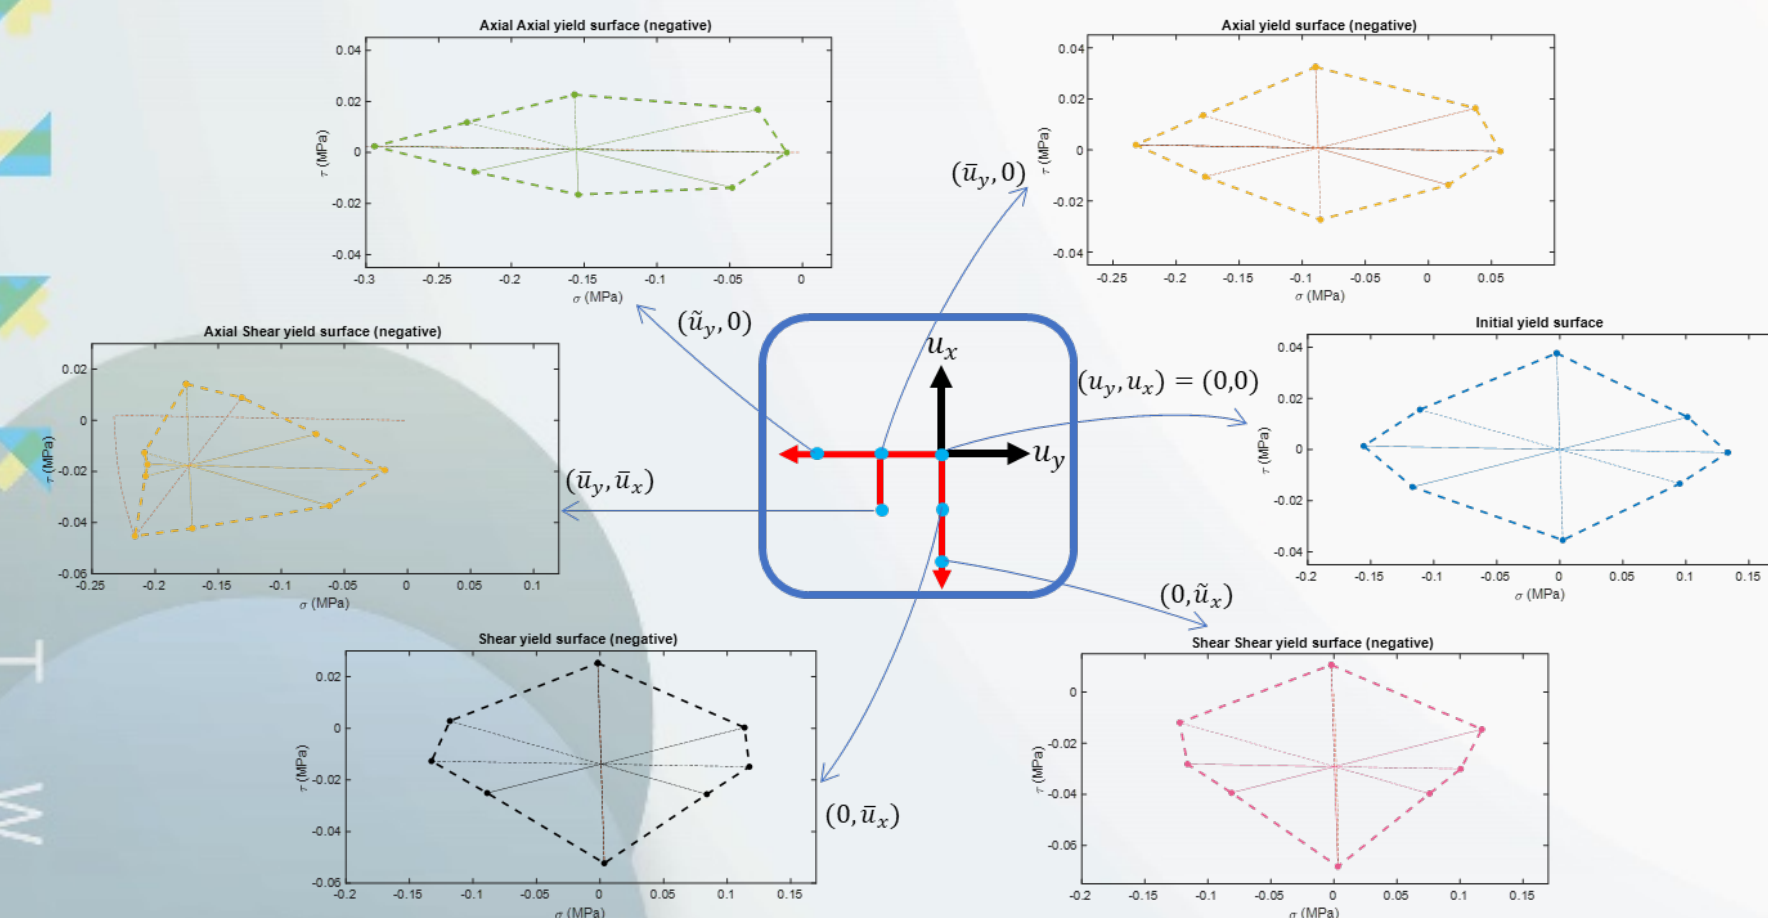 Axial Axial yield surface (negative)
0.04
0.02
0
-0.02
-0.04
τ (MPa)
-0.3
-0.25
-0.2
-0.15
-0.1
-0.05
0
σ (MPa)
Axial yield surface (negative)
0.04
0.02
0
-0.02
-0.04
τ (MPa)
-0.25
-0.2
-0.15
-0.1
-0.05
0
0.05
σ (MPa)
(ū_y, 0)
(ũ_y, 0)
Axial Shear yield surface (negative)
0.02
0
-0.02
-0.04
-0.06
τ (MPa)
-0.25
-0.2
-0.15
-0.1
-0.05
0
0.05
0.1
σ (MPa)
(ū_y, ū_x)
u_x
u_y
(u_y, u_x) = (0,0)
Initial yield surface
0.04
0.02
0
-0.02
-0.04
τ (MPa)
-0.2
-0.15
-0.1
-0.05
0
0.05
0.1
0.15
σ (MPa)
(0, ũ_x)
Shear yield surface (negative)
0.02
0
-0.02
-0.04
-0.06
τ (MPa)
-0.2
-0.15
-0.1
-0.05
0
0.05
0.1
0.15
σ (MPa)
(0, ū_x)
Shear Shear yield surface (negative)
0
-0.02
-0.04
-0.06
τ (MPa)
-0.2
-0.15
-0.1
-0.05
0
0.05
0.1
0.15
σ (MPa)